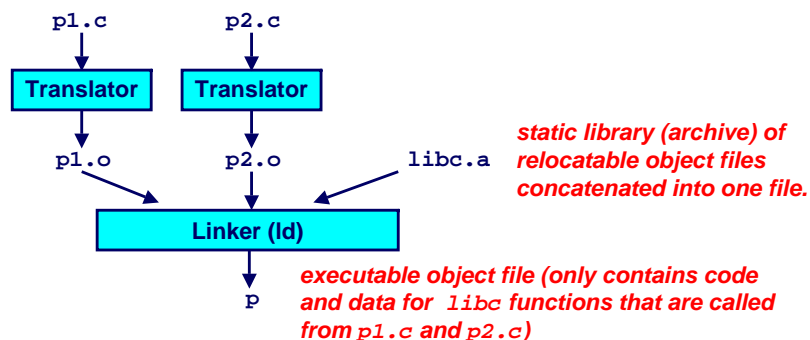 p1.c p2.c
Translator Translator
p1.o p2.o libc.a
static library (archive) of
relocatable object files
concatenated into one file.
Linker (ld)
p
executable object file (only contains code
and data for libc functions that are called
from p1.c and p2.c)